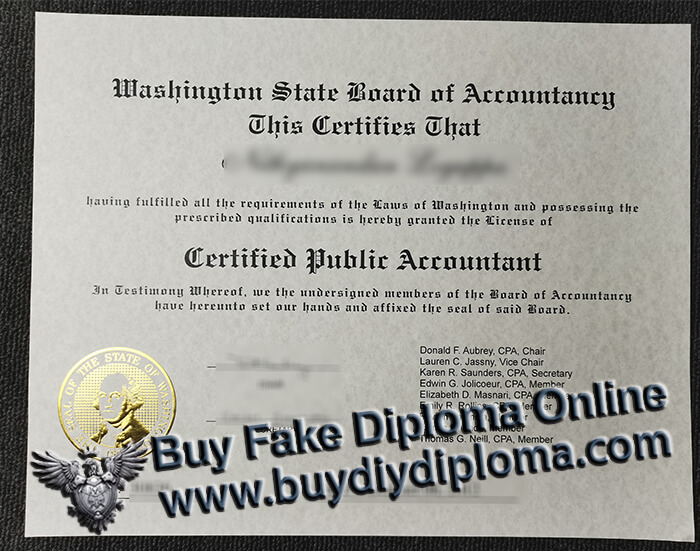 Washington State Board of Accountancy
This Certifies That
having fulfilled all the requirements of the Laws of Washington and possessing the
prescribed qualifications is hereby granted the License of
Certified Public Accountant
In Testimony Whereof, we the undersigned members of the Board of Accountancy
have hereunto set our hands and affixed the seal of said Board.
Donald F. Aubrey, CPA, Chair
Lauren C. Jassny, Vice Chair
Karen R. Saunders, CPA, Secretary
Edwin G. Jolicoeur, CPA, Member
Elizabeth D. Masnari, CPA
Emily R.
Member
Thomas G. Neill, CPA, Member
SEAL OF THE STATE OF
Buy Fake Diploma Online
www.buydiydiploma.com